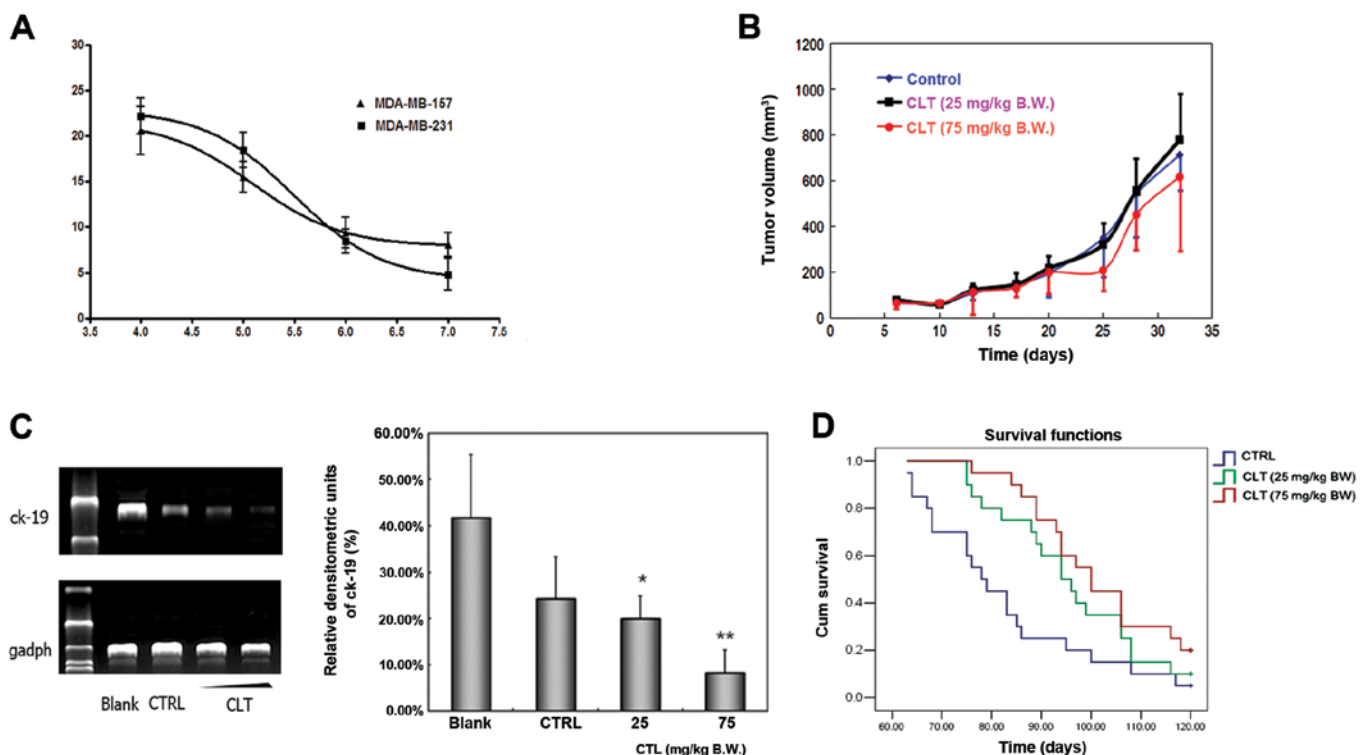 A
30
25
20
15
10
5
0
3.5 4.0 4.5 5.0 5.5 6.0 6.5 7.0 7.5
MDA-MB-157
MDA-MB-231
B
Tumor volume (mm³)
1200
1000
800
600
400
200
0
0 5 10 15 20 25 30 35
Time (days)
Control
CLT (25 mg/kg B.W.)
CLT (75 mg/kg B.W.)
C
ck-19
gadph
Blank CTRL CLT
Relative densitometric units
of ck-19 (%)
60.00%
50.00%
40.00%
30.00%
20.00%
10.00%
0.00%
*
**
Blank CTRL 25 75
CTL (mg/kg B.W.)
D
Survival functions
CTRL
CLT (25 mg/kg BW)
CLT (75 mg/kg BW)
Cum survival
1.0
0.8
0.6
0.4
0.2
0.0
60.00 70.00 80.00 90.00 100.00 110.00 120.00
Time (days)